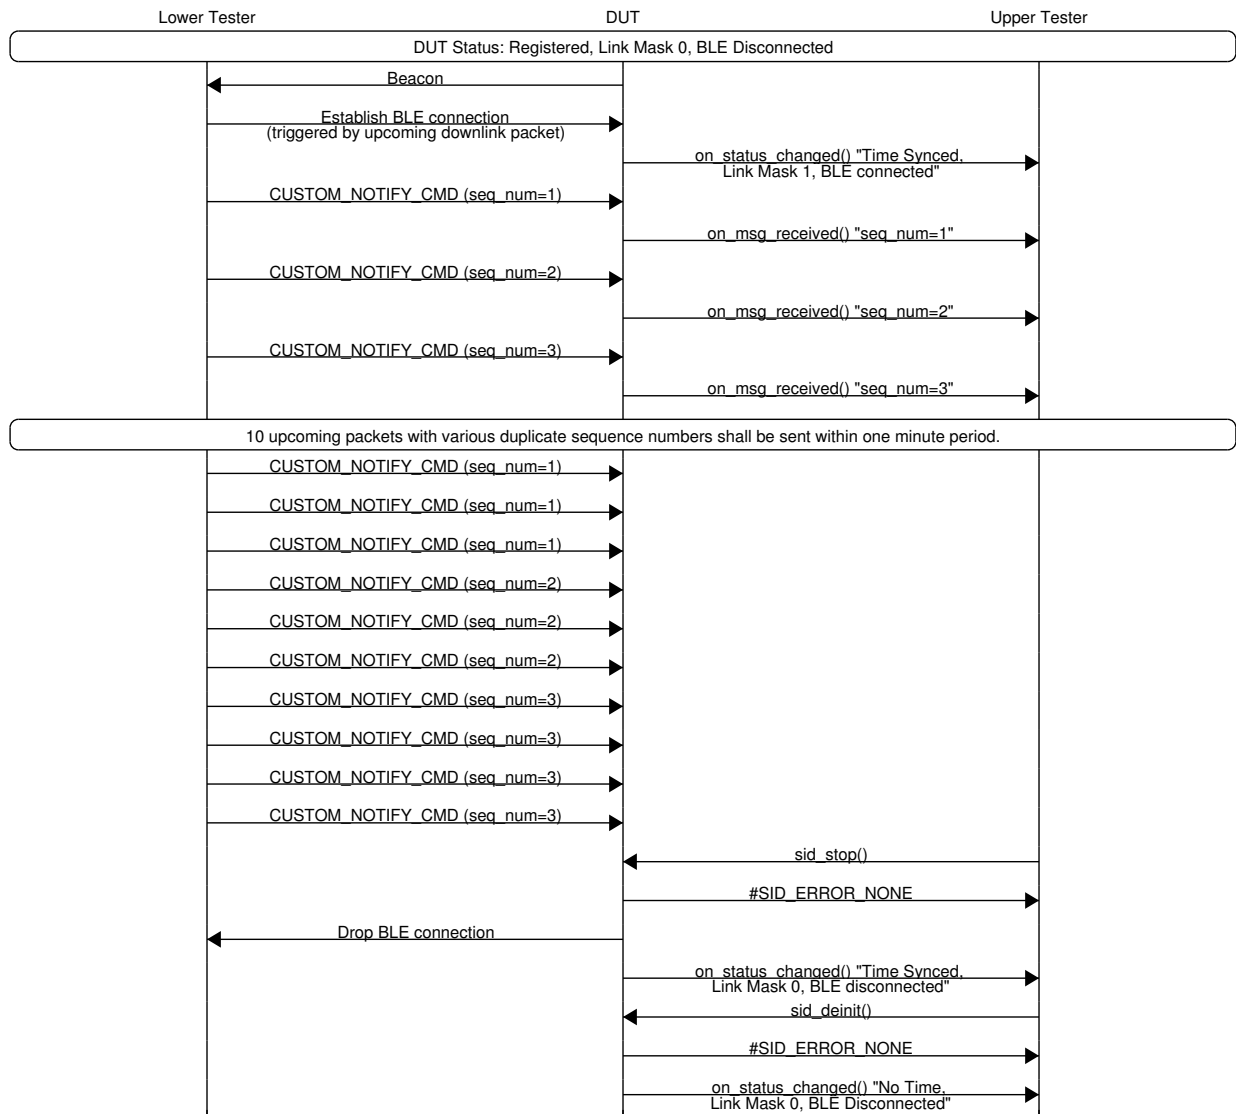 Lower Tester
DUT
Upper Tester
DUT Status: Registered, Link Mask 0, BLE Disconnected
Beacon
Establish BLE connection
(triggered by upcoming downlink packet)
on_status_changed() "Time Synced,
Link Mask 1, BLE connected"
CUSTOM_NOTIFY_CMD (seq_num=1)
on_msg_received() "seq_num=1"
CUSTOM_NOTIFY_CMD (seq_num=2)
on_msg_received() "seq_num=2"
CUSTOM_NOTIFY_CMD (seq_num=3)
on_msg_received() "seq_num=3"
10 upcoming packets with various duplicate sequence numbers shall be sent within one minute period.
CUSTOM_NOTIFY_CMD (seq_num=1)
CUSTOM_NOTIFY_CMD (seq_num=1)
CUSTOM_NOTIFY_CMD (seq_num=1)
CUSTOM_NOTIFY_CMD (seq_num=2)
CUSTOM_NOTIFY_CMD (seq_num=2)
CUSTOM_NOTIFY_CMD (seq_num=2)
CUSTOM_NOTIFY_CMD (seq_num=3)
CUSTOM_NOTIFY_CMD (seq_num=3)
CUSTOM_NOTIFY_CMD (seq_num=3)
CUSTOM_NOTIFY_CMD (seq_num=3)
sid_stop()
#SID_ERROR_NONE
Drop BLE connection
on_status_changed() "Time Synced,
Link Mask 0, BLE disconnected"
sid_deinit()
#SID_ERROR_NONE
on_status_changed() "No Time,
Link Mask 0, BLE Disconnected"